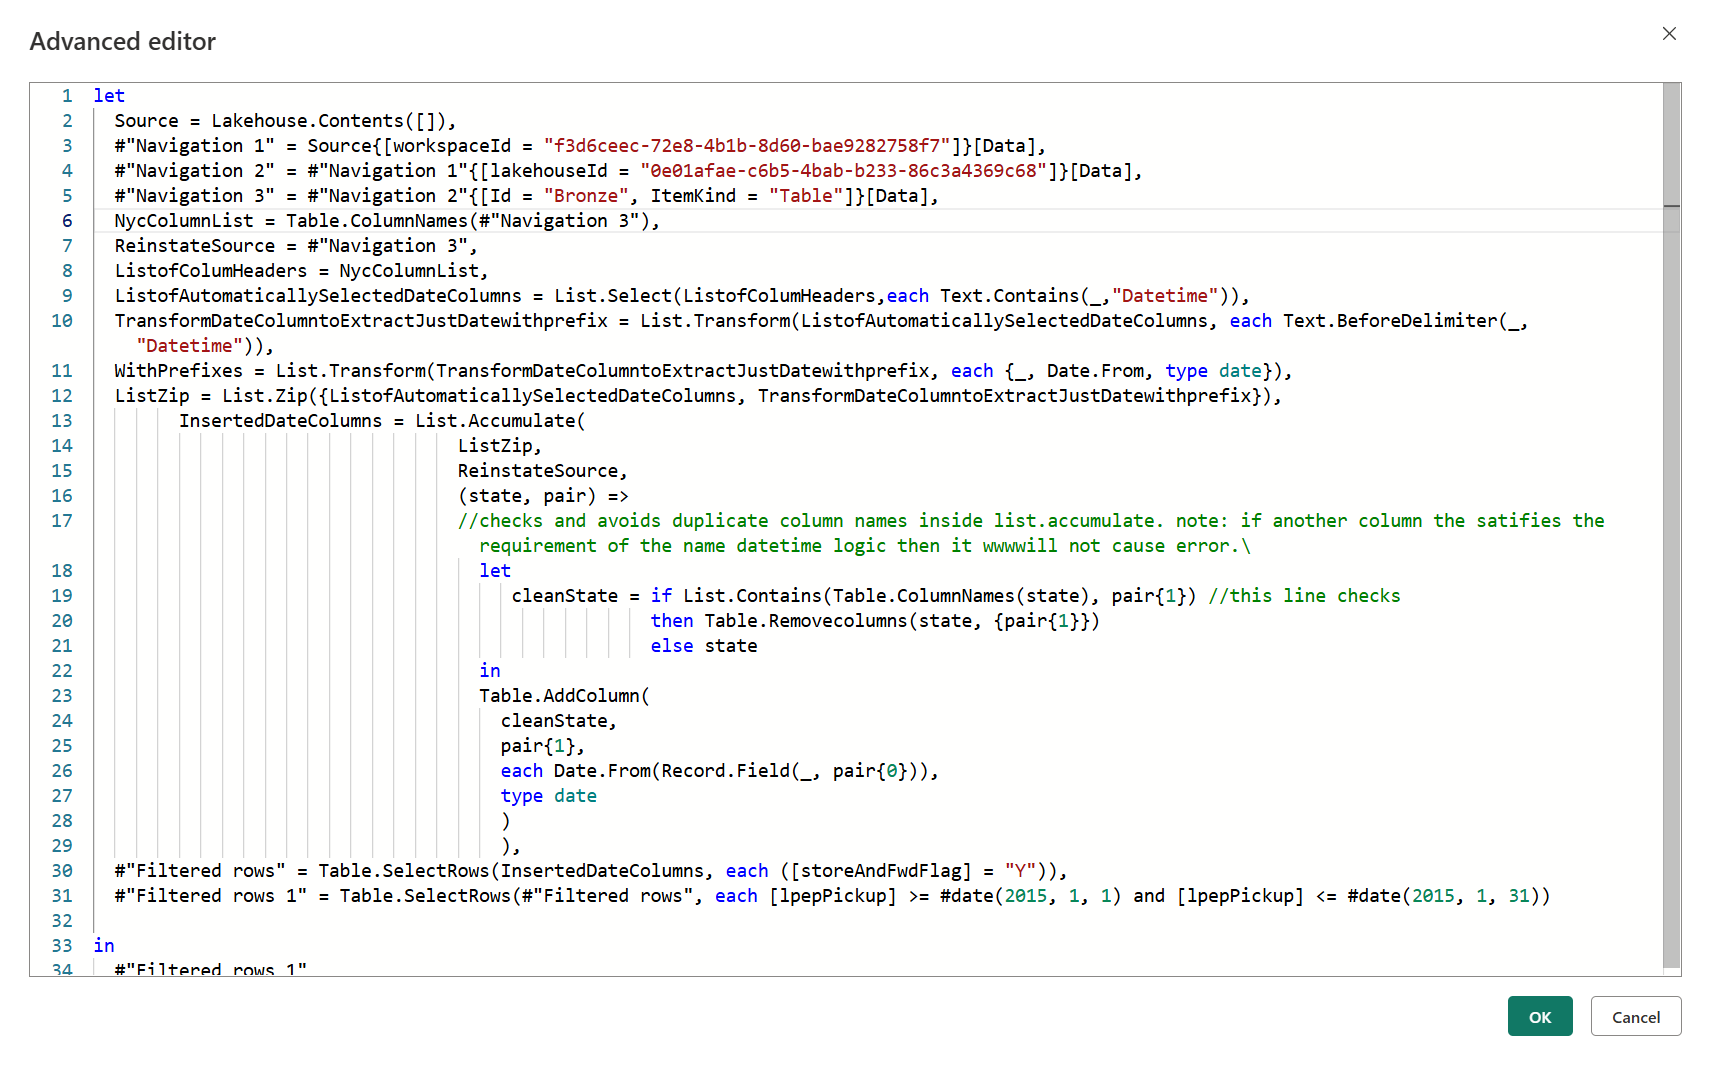 Advanced editor
1 let
2 Source = Lakehouse.Contents([]),
3 #"Navigation 1" = Source{[workspaceId = "f3d6ceec-72e8-4b1b-8d60-bae9282758f7"]}[Data],
4 #"Navigation 2" = #"Navigation 1"{[lakehouseId = "0e01afae-c6b5-4bab-b233-86c3a4369c68"]}[Data],
5 #"Navigation 3" = #"Navigation 2"{[Id = "Bronze", ItemKind = "Table"]}[Data],
6 NycColumnList = Table.ColumnNames(#"Navigation 3"),
7 ReinstateSource = #"Navigation 3",
8 ListofColumHeaders = NycColumnList,
9 ListofAutomaticallySelectedDateColumns = List.Select(ListofColumHeaders,each Text.Contains(_,"Datetime")),
10 TransformDateColumntoExtractJustDatewithprefix = List.Transform(ListofAutomaticallySelectedDateColumns, each Text.BeforeDelimiter(_,
"Datetime")),
11 WithPrefixes = List.Transform(TransformDateColumntoExtractJustDatewithprefix, each {_, Date.From, type date}),
12 ListZip = List.Zip({ListofAutomaticallySelectedDateColumns, TransformDateColumntoExtractJustDatewithprefix}),
13 InsertedDateColumns = List.Accumulate(
14 ListZip,
15 ReinstateSource,
16 (state, pair) =>
17 //checks and avoids duplicate column names inside list.accumulate. note: if another column the satifies the
requirement of the name datetime logic then it wwwwill not cause error.\
18 let
19 cleanState = if List.Contains(Table.ColumnNames(state), pair{1}) //this line checks
20 then Table.Removecolumns(state, {pair{1}})
21 else state
22 in
23 Table.AddColumn(
24 cleanState,
25 pair{1},
26 each Date.From(Record.Field(_, pair{0})),
27 type date
28 )
29 ),
30 #"Filtered rows" = Table.SelectRows(InsertedDateColumns, each ([storeAndFwdFlag] = "Y")),
31 #"Filtered rows 1" = Table.SelectRows(#"Filtered rows", each [lpepPickup] >= #date(2015, 1, 1) and [lpepPickup] <= #date(2015, 1, 31))
32
33 in
34 #"Filtered rows 1"
OK
Cancel